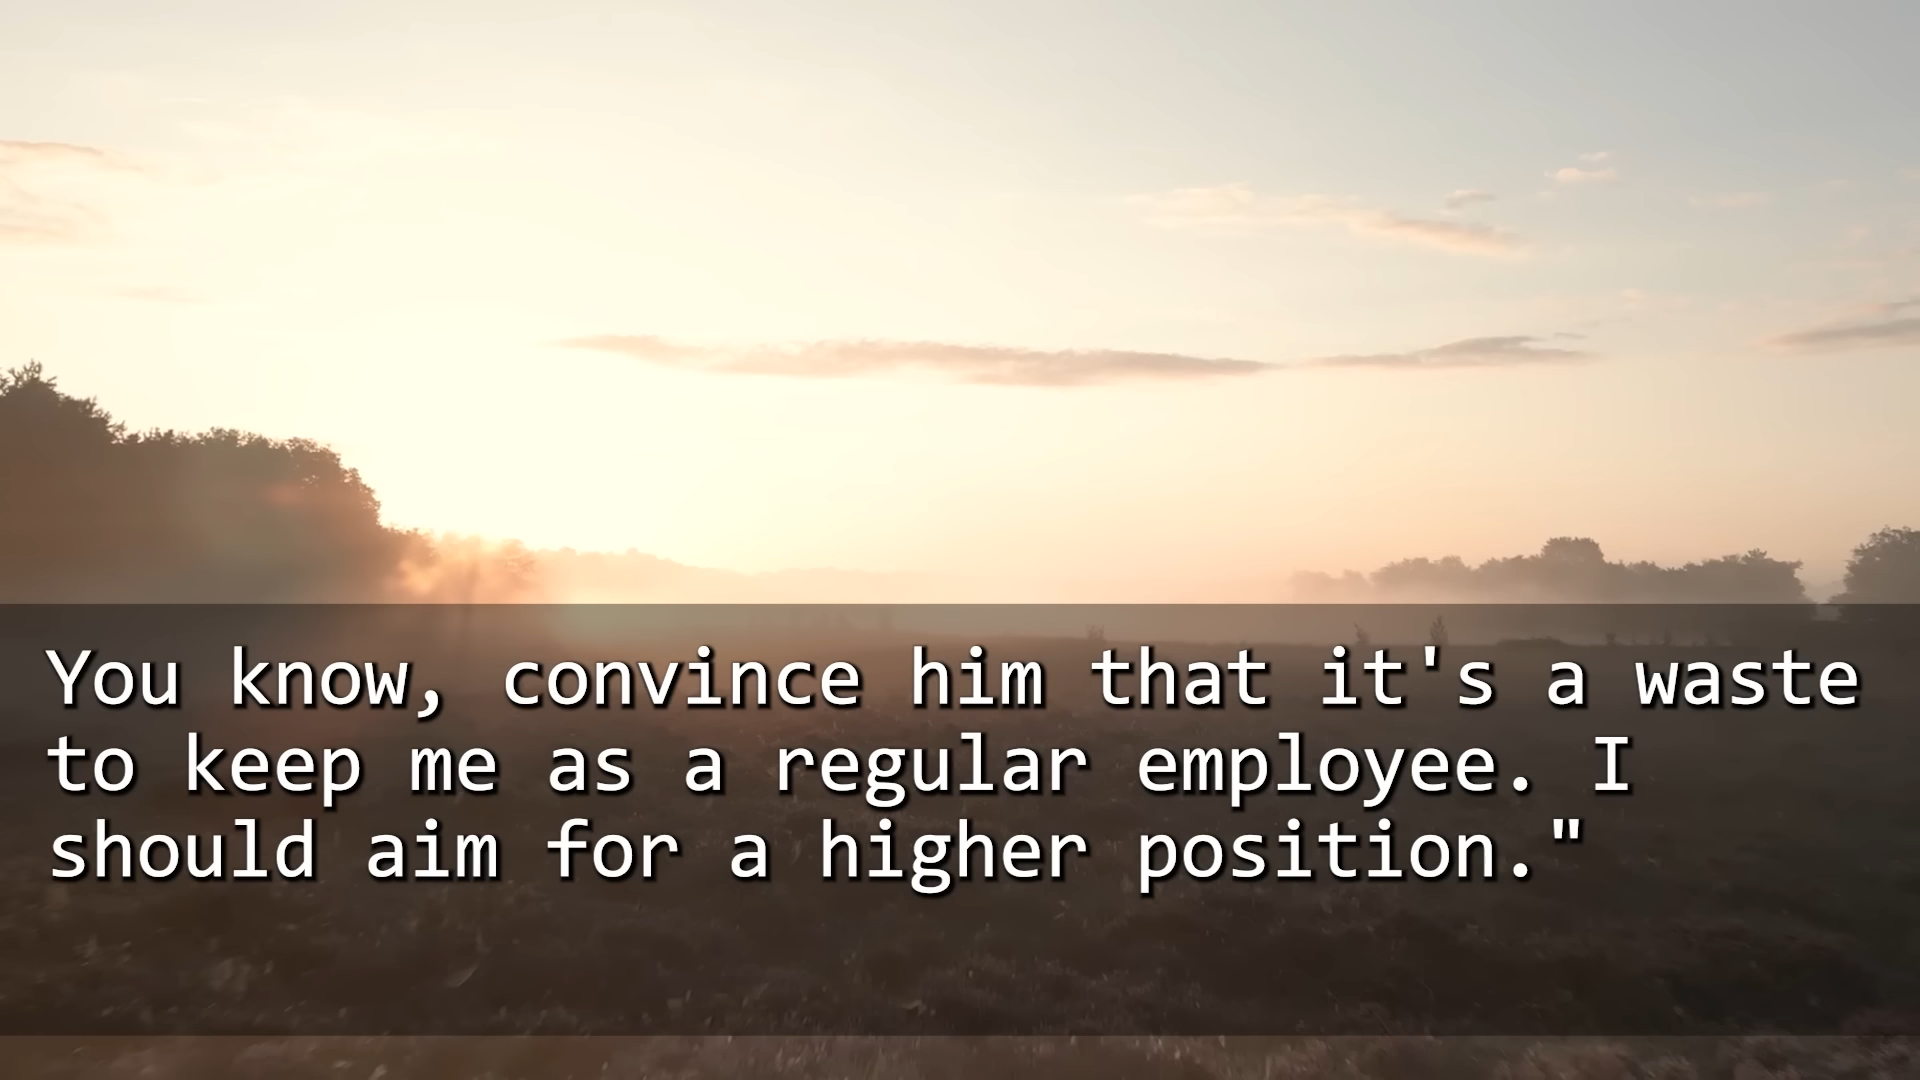 You know, convince him that it's a waste
to keep me as a regular employee. I
should aim for a higher position."